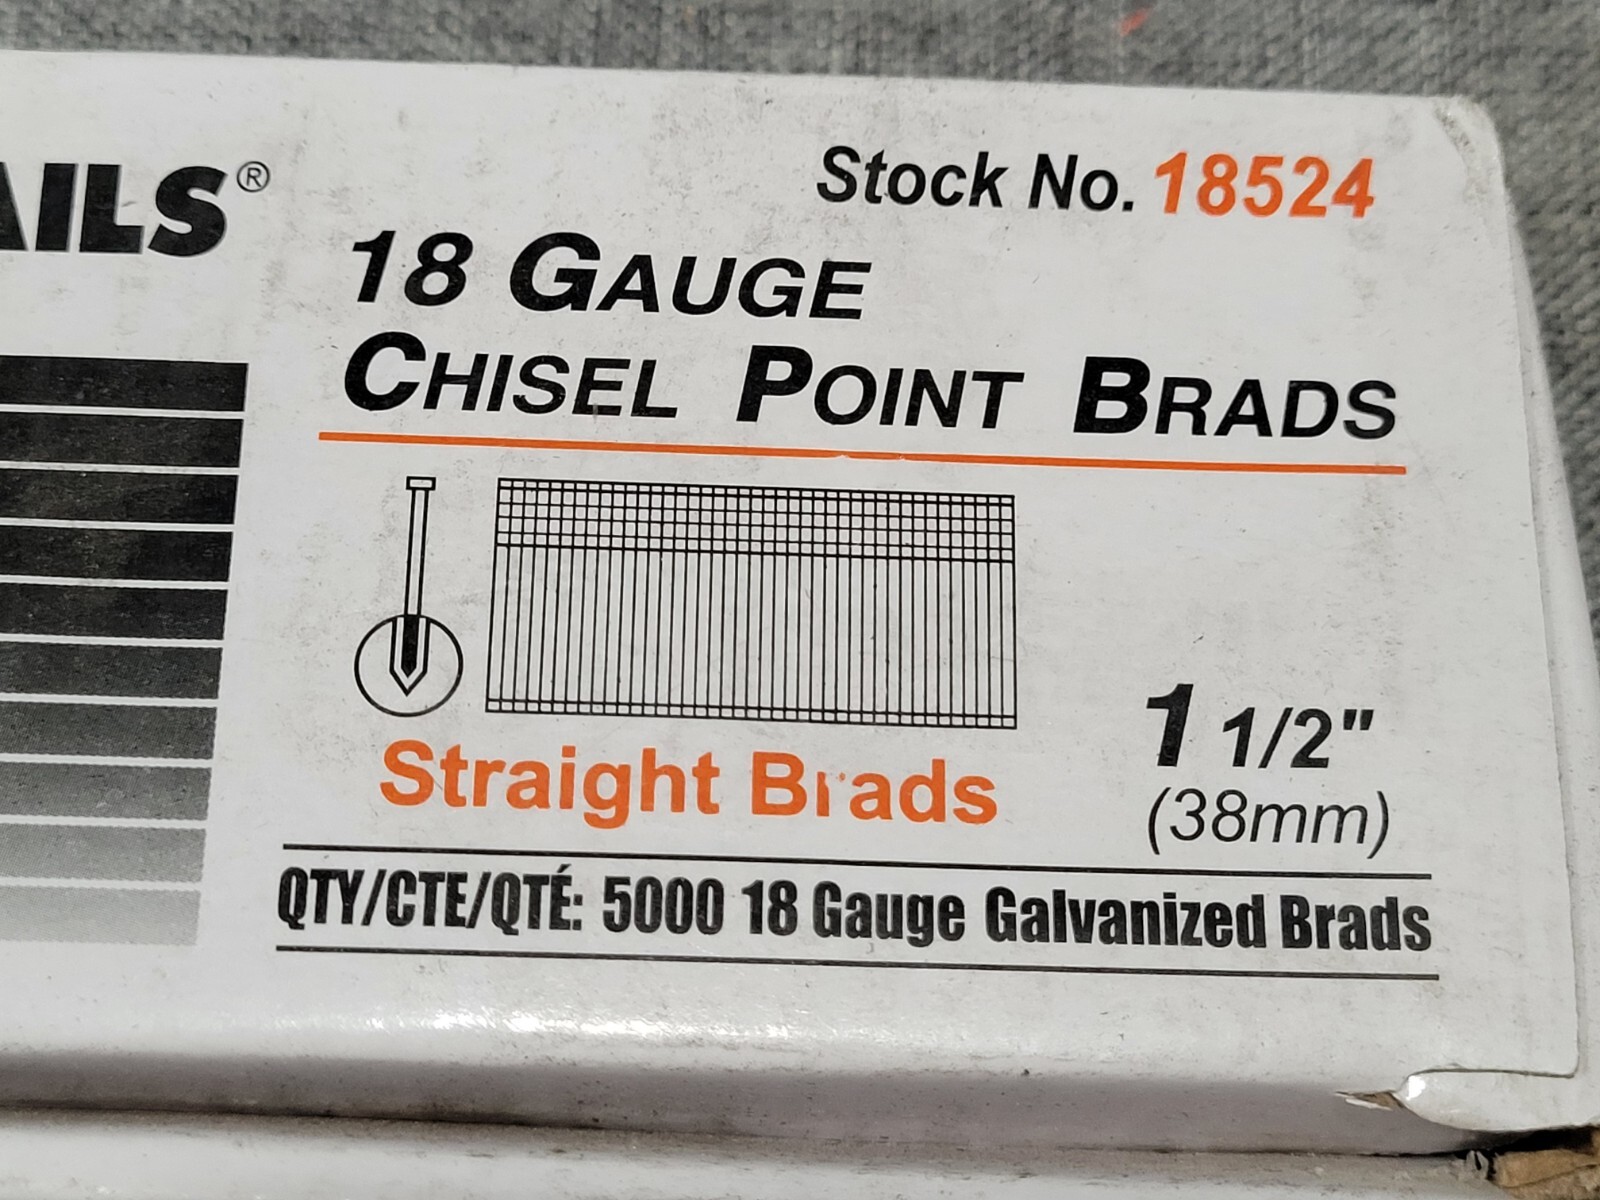 AILS®
Stock No. 18524
18 GAUGE
CHISEL POINT BRADS
Straight Brads
1 1/2"
(38mm)
QTY/CTE/QTÉ: 5000 18 Gauge Galvanized Brads